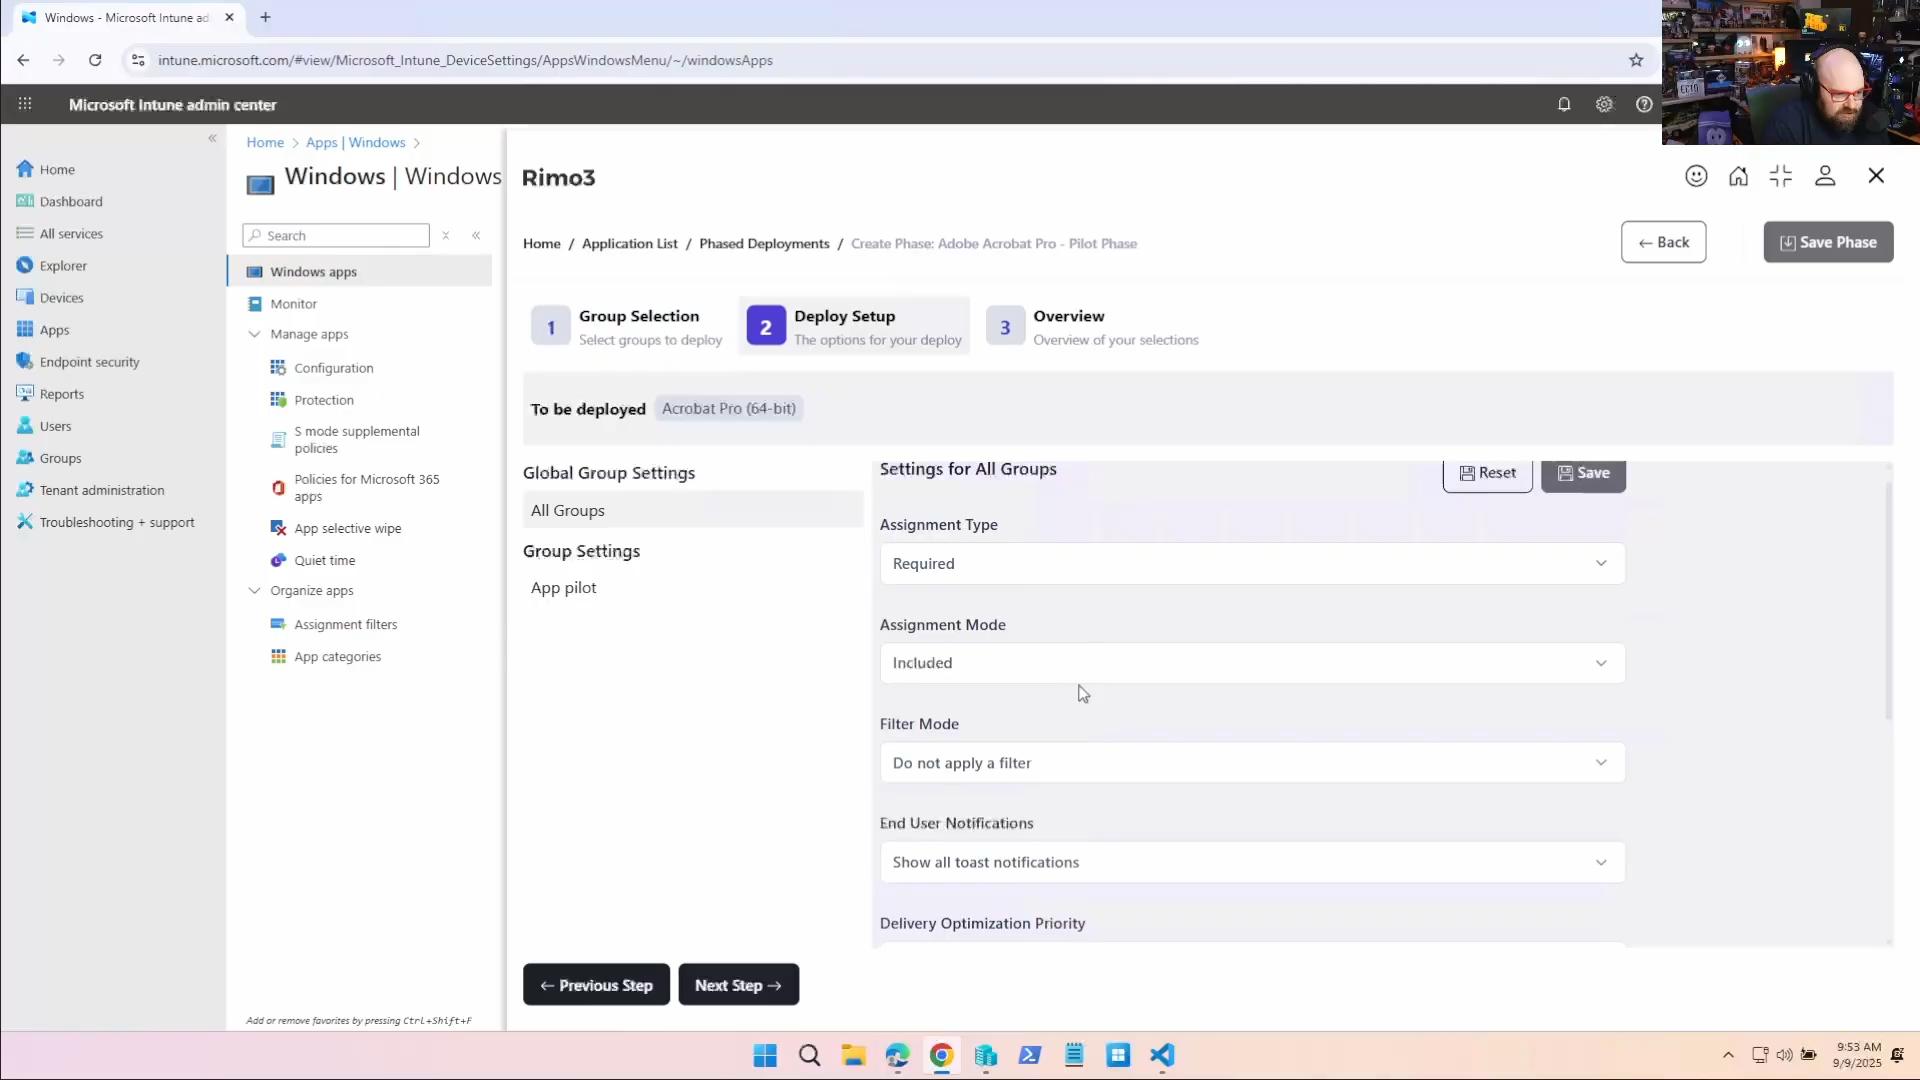 Windows - Microsoft Intune ad
intune.microsoft.com/#view/Microsoft_Intune_DeviceSettings/AppsWindowsMenu/~/windowsApps
Microsoft Intune admin center
Home
Dashboard
All services
Explorer
Devices
Apps
Endpoint security
Reports
Users
Groups
Tenant administration
Troubleshooting + support
Home > Apps | Windows >
Windows | Windows
Search
Windows apps
Monitor
Manage apps
Configuration
Protection
S mode supplemental
policies
Policies for Microsoft 365
apps
App selective wipe
Quiet time
Organize apps
Assignment filters
App categories
Add or remove favorites by pressing Ctrl+Shift+F
Rimo3
Home / Application List / Phased Deployments / Create Phase: Adobe Acrobat Pro - Pilot Phase
← Back
Save Phase
1
Group Selection
Select groups to deploy
2
Deploy Setup
The options for your deploy
3
Overview
Overview of your selections
To be deployed Acrobat Pro (64-bit)
Global Group Settings
All Groups
Group Settings
App pilot
Settings for All Groups
Reset
Save
Assignment Type
Required
Assignment Mode
Included
Filter Mode
Do not apply a filter
End User Notifications
Show all toast notifications
Delivery Optimization Priority
← Previous Step
Next Step →
9:53 AM
9/9/2025